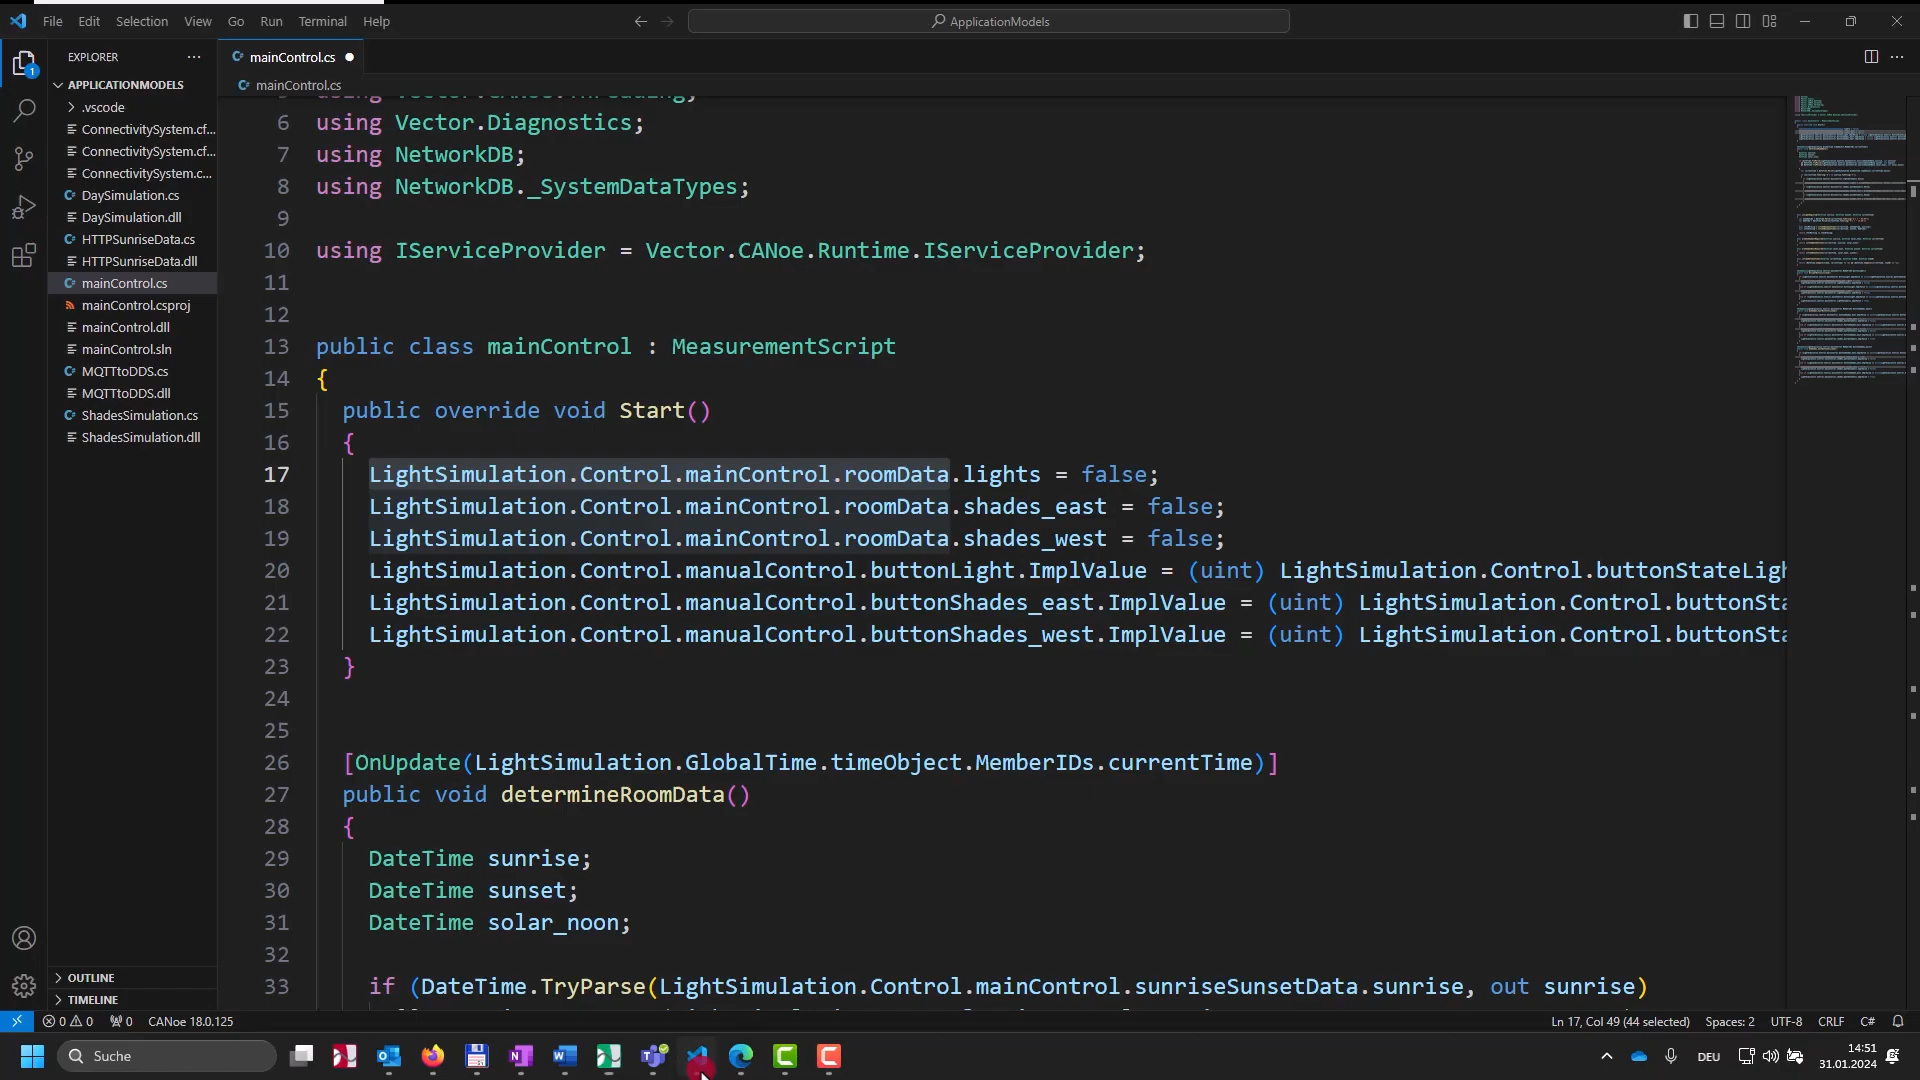 File Edit Selection View Go Run Terminal Help
ApplicationModels
EXPLORER
mainControl.cs
APPLICATIONMODELS
mainControl.cs
.vscode
ConnectivitySystem.cf...
ConnectivitySystem.cf...
ConnectivitySystem.c...
DaySimulation.cs
DaySimulation.dll
HTTPSunriseData.cs
HTTPSunriseData.dll
mainControl.cs
mainControl.csproj
mainControl.dll
mainControl.sln
MQTTtoDDS.cs
MQTTtoDDS.dll
ShadesSimulation.cs
ShadesSimulation.dll
OUTLINE
TIMELINE
6 using Vector.Diagnostics;
7 using NetworkDB;
8 using NetworkDB._SystemDataTypes;
9
10 using IServiceProvider = Vector.CANoe.Runtime.IServiceProvider;
11
12
13 public class mainControl : MeasurementScript
14 {
15 public override void Start()
16 {
17 LightSimulation.Control.mainControl.roomData.lights = false;
18 LightSimulation.Control.mainControl.roomData.shades_east = false;
19 LightSimulation.Control.mainControl.roomData.shades_west = false;
20 LightSimulation.Control.manualControl.buttonLight.ImplValue = (uint) LightSimulation.Control.buttonStateLigh
21 LightSimulation.Control.manualControl.buttonShades_east.ImplValue = (uint) LightSimulation.Control.buttonSta
22 LightSimulation.Control.manualControl.buttonShades_west.ImplValue = (uint) LightSimulation.Control.buttonSta
23 }
24
25
26 [OnUpdate(LightSimulation.GlobalTime.timeObject.MemberIDs.currentTime)]
27 public void determineRoomData()
28 {
29 DateTime sunrise;
30 DateTime sunset;
31 DateTime solar_noon;
32
33 if (DateTime.TryParse(LightSimulation.Control.mainControl.sunriseSunsetData.sunrise, out sunrise)
0 0 0 CANoe 18.0.125
Ln 17, Col 49 (44 selected) Spaces: 2 UTF-8 CRLF C#
Suche
DEU
14:51
31.01.2024